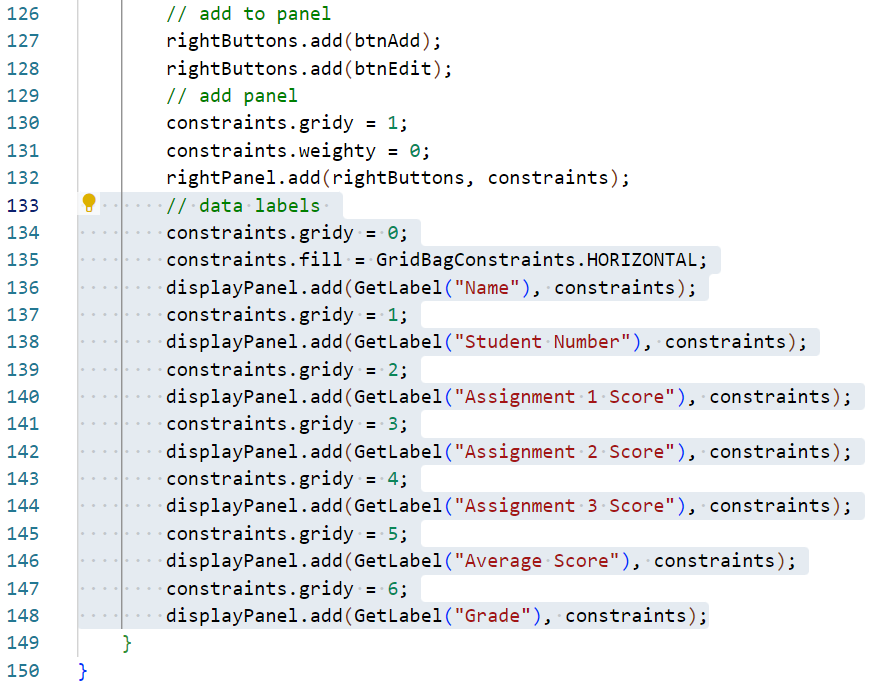 126 // add to panel
127 rightButtons.add(btnAdd);
128 rightButtons.add(btnEdit);
129 // add panel
130 constraints.gridy = 1;
131 constraints.weighty = 0;
132 rightPanel.add(rightButtons, constraints);
133 // data labels
134 constraints.gridy = 0;
135 constraints.fill = GridBagConstraints.HORIZONTAL;
136 displayPanel.add(GetLabel("Name"), constraints);
137 constraints.gridy = 1;
138 displayPanel.add(GetLabel("Student Number"), constraints);
139 constraints.gridy = 2;
140 displayPanel.add(GetLabel("Assignment 1 Score"), constraints);
141 constraints.gridy = 3;
142 displayPanel.add(GetLabel("Assignment 2 Score"), constraints);
143 constraints.gridy = 4;
144 displayPanel.add(GetLabel("Assignment 3 Score"), constraints);
145 constraints.gridy = 5;
146 displayPanel.add(GetLabel("Average Score"), constraints);
147 constraints.gridy = 6;
148 displayPanel.add(GetLabel("Grade"), constraints);
149 }
150 }